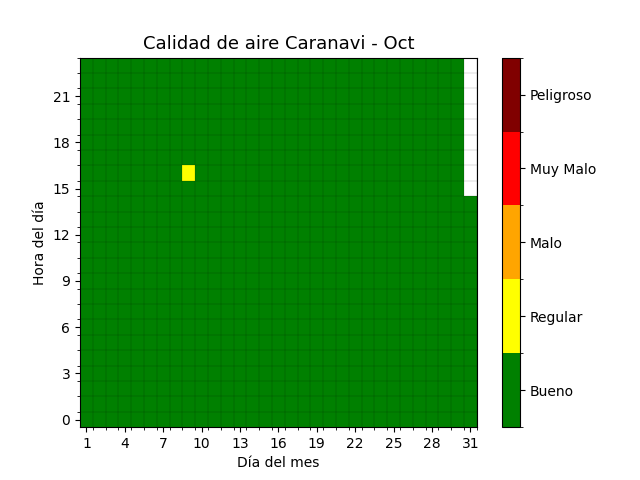 Calidad de aire Caranavi - Oct
Hora del día
21
18
15
12
9
6
3
0
1 4 7 10 13 16 19 22 25 28 31
Día del mes
Peligroso
Muy Malo
Malo
Regular
Bueno